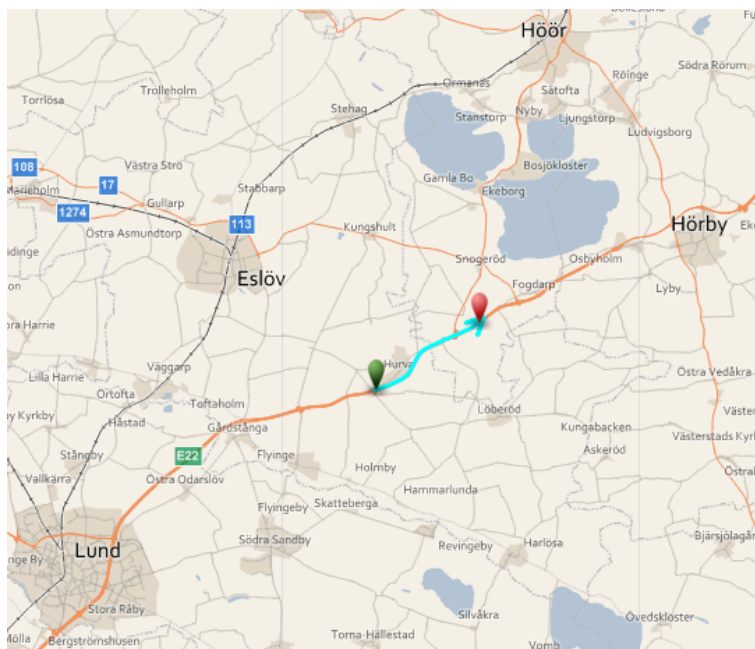 Höör
Södra Rörum
Ormanäs
Röinge
Sätofta
Trolleholm
Torrlösa
Stehag
Nyby
Stanstorp
Ljungstorp
Ludvigsborg
108
Västra Strö
Bosjökloster
Marieholm
17
Gamla Bo
Stabbarp
Ekeborg
Gullarp
1274
113
Kungshult
Hörby
Östra Asmundtorp
Snogeröd
Osbyholm
Eslöv
Fogdarp
Lyby
Hurva
Väggarp
Lilla Harrie
Östra Vedåkra
Ortofta
Toftaholm
Löberöd
Håstad
Gårdstånga
Kungabacken
Västerstads Kyrk
Askeröd
Stångby
E22
Flyinge
Holmby
Vallkärra
Östra Odarslöv
Hammarlunda
Skatteberga
Flyingeby
Bjärsjölagår
Södra Sandby
Harlösa
Lund
Revingeby
Stora Råby
Silvåkra
Övedskloster
Torna-Hällestad
Bergströmshusen
Vomb